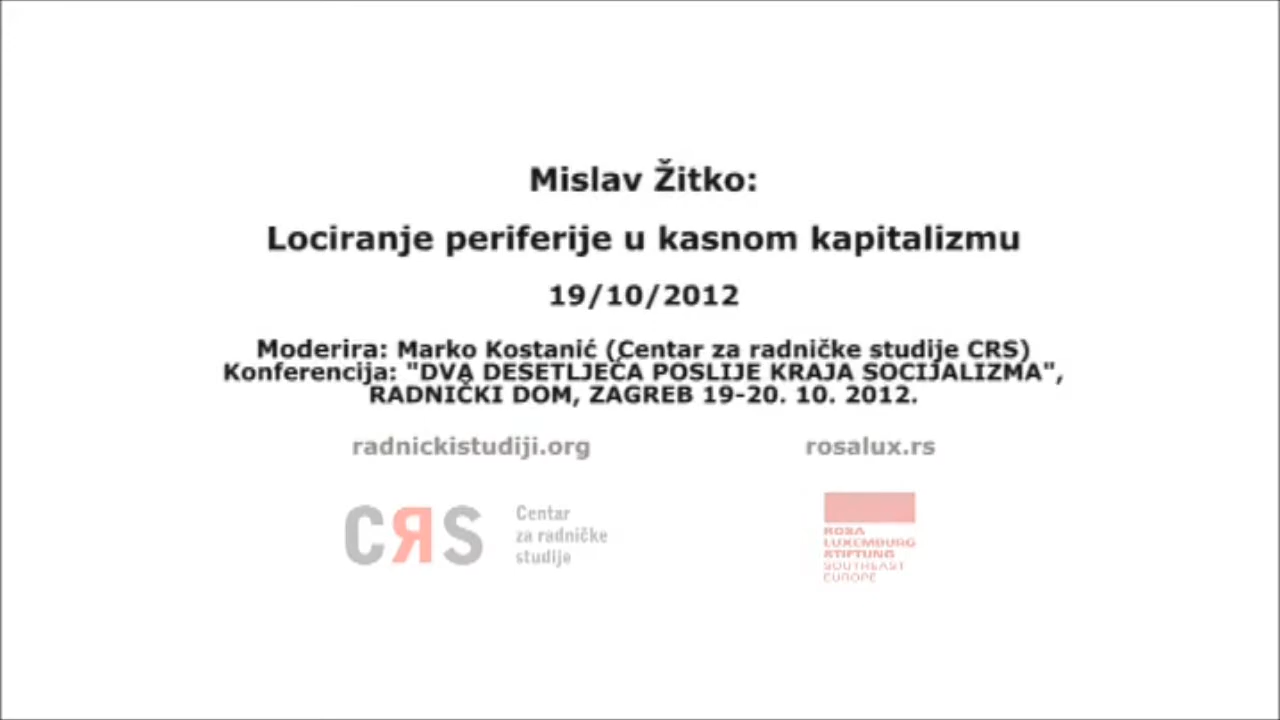 Mislav Žitko:
Lociranje periferije u kasnom kapitalizmu
19/10/2012
Moderira: Marko Kostanić (Centar za radničke studije CRS)
Konferencija: "DVA DESETLJEĆA POSLIJE KRAJA SOCIJALIZMA",
RADNIČKI DOM, ZAGREB 19-20. 10. 2012.
radnickistudiji.org
rosalux.rs
CЯS
Centar
za radničke
studije
ROSA
LUXEMBURG
STIFTUNG
SOUTHEAST
EUROPE